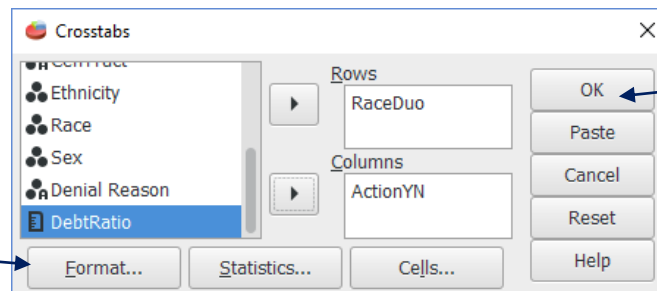 Crosstabs
CenTract
Ethnicity
Race
Sex
Denial Reason
DebtRatio
Rows
RaceDuo
Columns
ActionYN
OK
Paste
Cancel
Reset
Help
Format...
Statistics...
Cells...